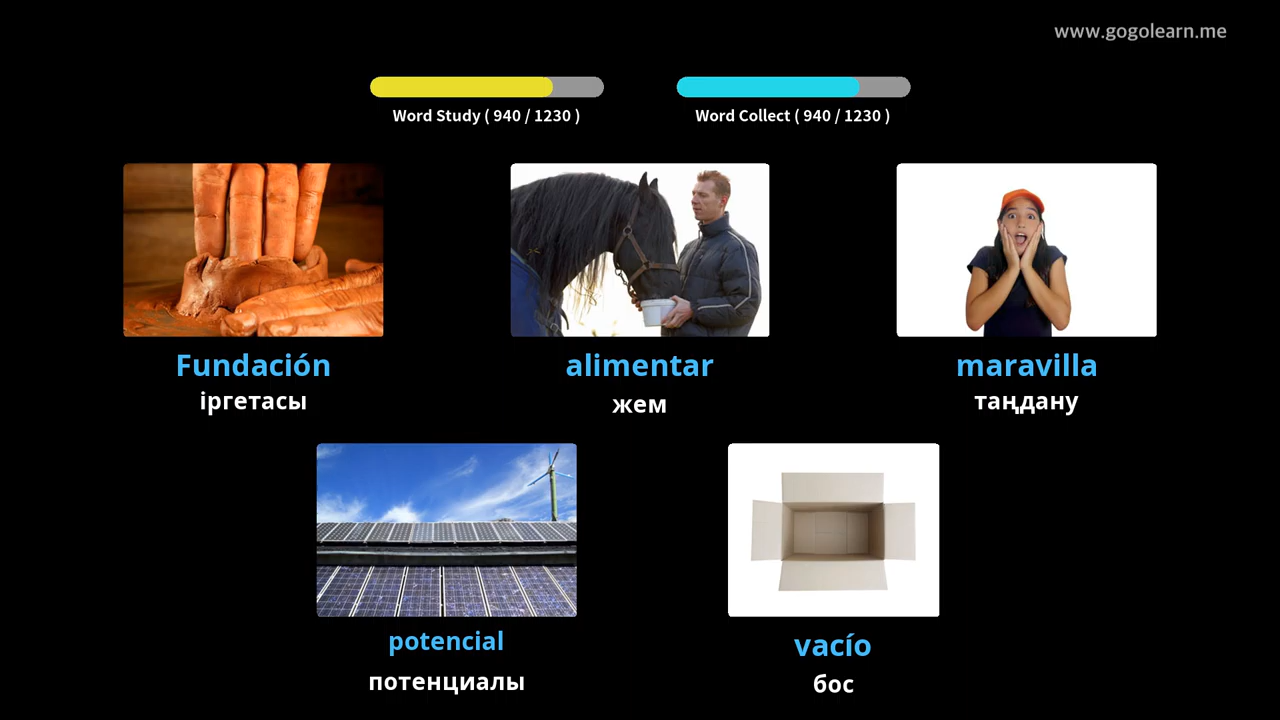 www.gogolearn.me
Word Study ( 940 / 1230 )
Word Collect ( 940 / 1230 )
Fundación
іргетасы
alimentar
жем
maravilla
таңдану
potencial
потенциалы
vacío
бос